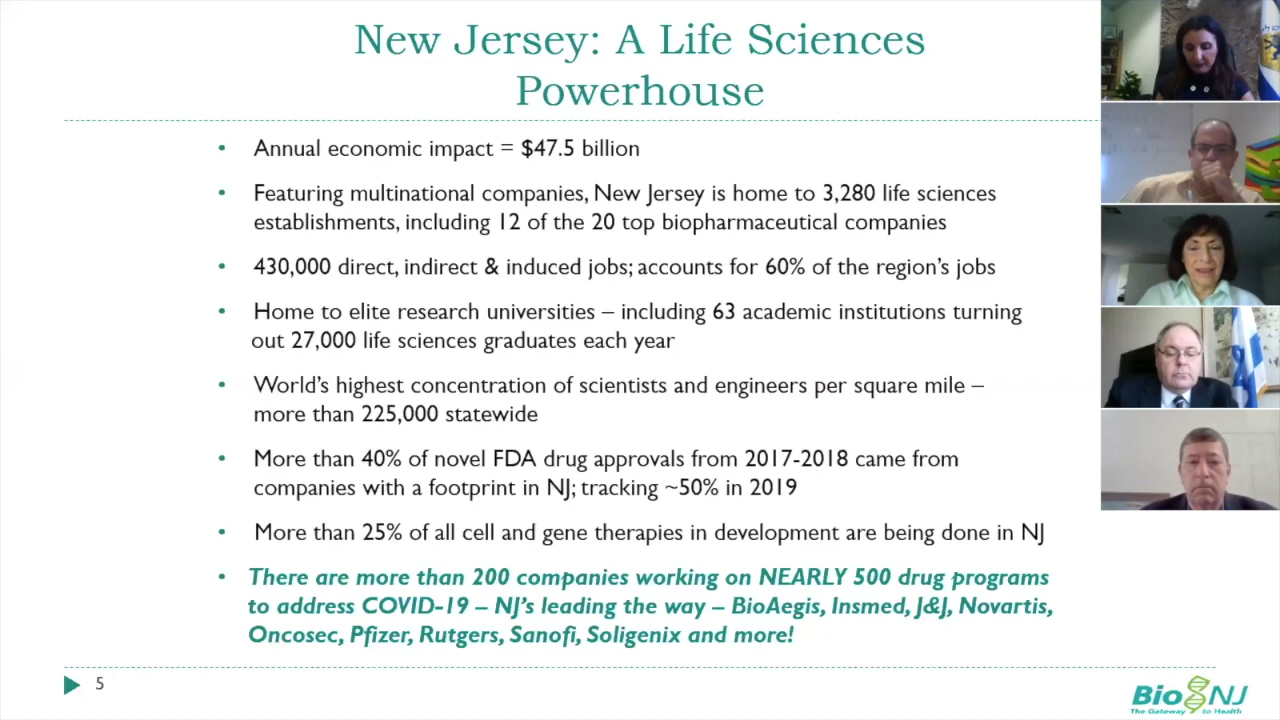 New Jersey: A Life Sciences
Powerhouse
• Annual economic impact = $47.5 billion
• Featuring multinational companies, New Jersey is home to 3,280 life sciences
establishments, including 12 of the 20 top biopharmaceutical companies
• 430,000 direct, indirect & induced jobs; accounts for 60% of the region's jobs
• Home to elite research universities – including 63 academic institutions turning
out 27,000 life sciences graduates each year
• World's highest concentration of scientists and engineers per square mile –
more than 225,000 statewide
• More than 40% of novel FDA drug approvals from 2017-2018 came from
companies with a footprint in NJ; tracking ~50% in 2019
• More than 25% of all cell and gene therapies in development are being done in NJ
• There are more than 200 companies working on NEARLY 500 drug programs
to address COVID-19 – NJ's leading the way – BioAegis, Insmed, J&J, Novartis,
Oncosec, Pfizer, Rutgers, Sanofi, Soligenix and more!
5
BioNJ
The Gateway to Health